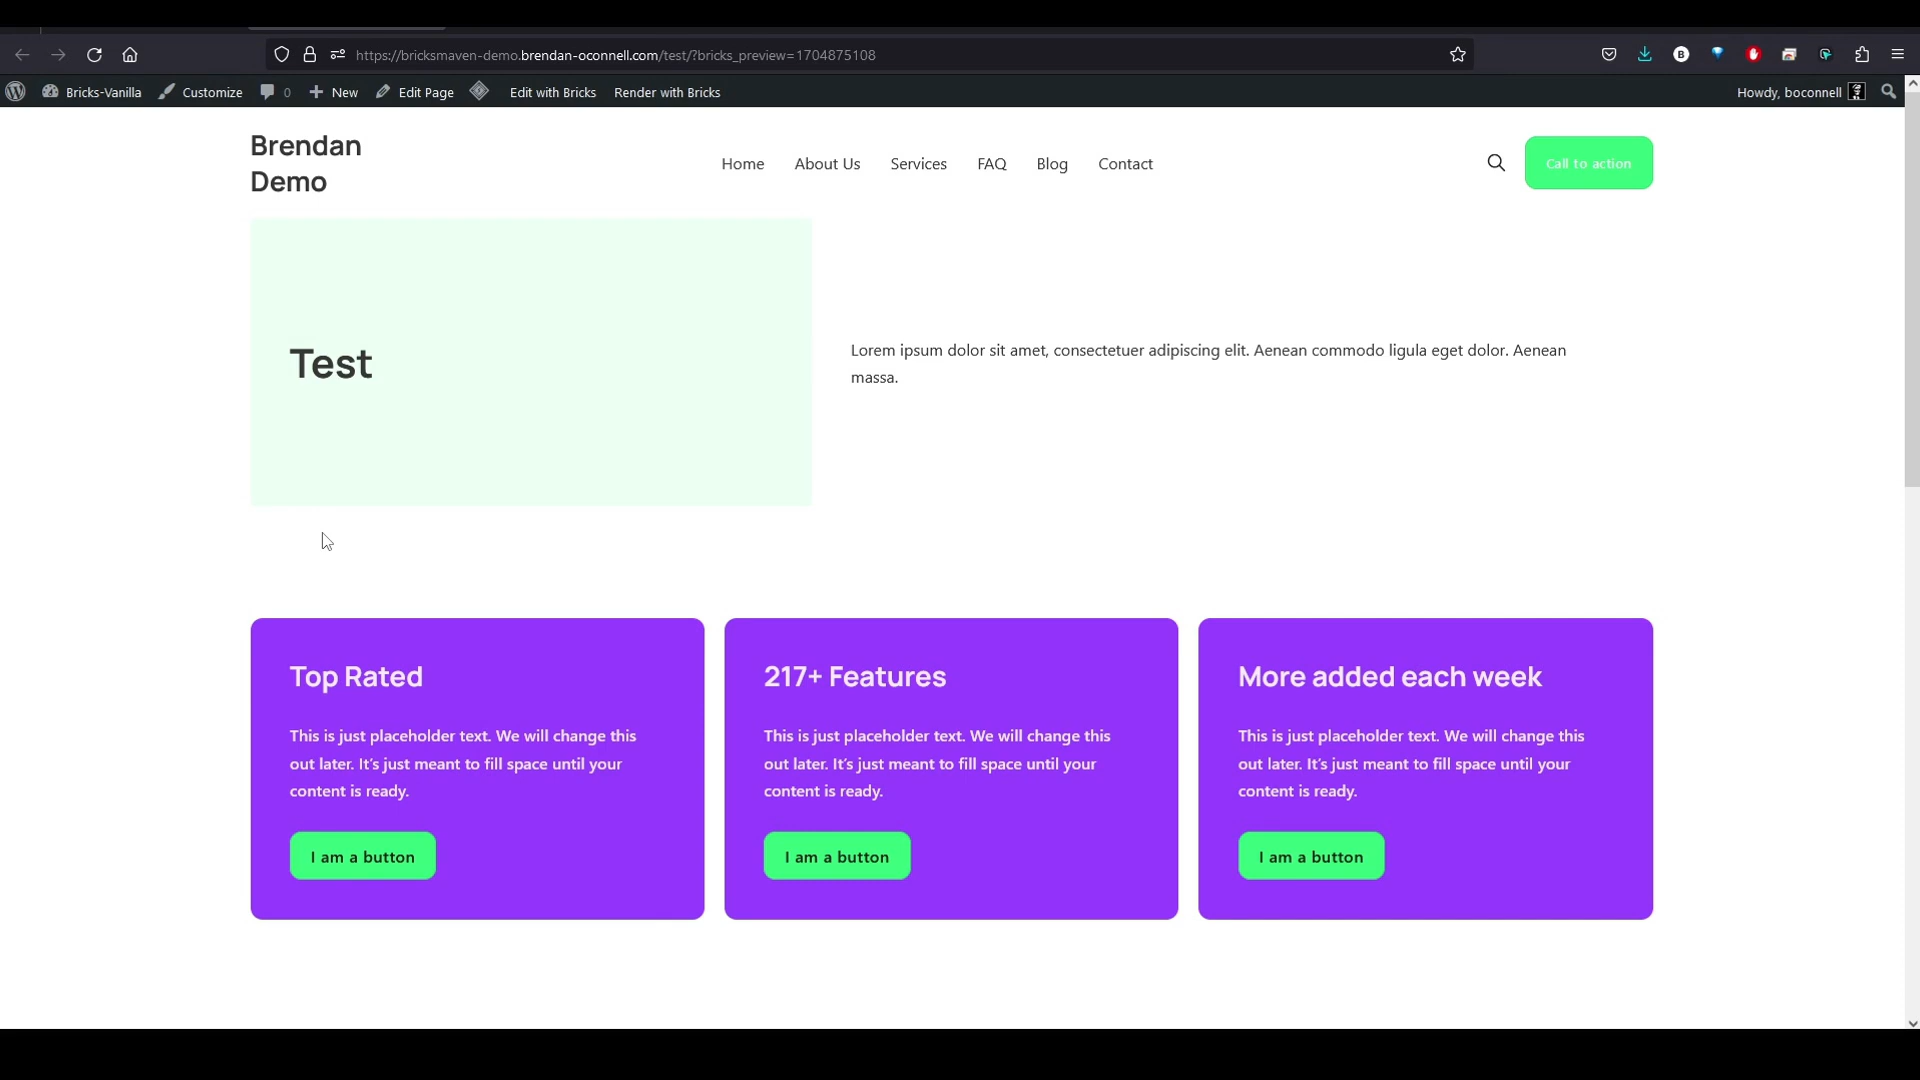 https://bricksmaven-demo.brendan-oconnell.com/test/?bricks_preview=1704875108
Bricks-Vanilla Customize 0 New Edit Page Edit with Bricks Render with Bricks Howdy, boconnell
Brendan
Demo
Home About Us Services FAQ Blog Contact
Call to action
Test
Lorem ipsum dolor sit amet, consectetuer adipiscing elit. Aenean commodo ligula eget dolor. Aenean
massa.
Top Rated
This is just placeholder text. We will change this
out later. It's just meant to fill space until your
content is ready.
I am a button
217+ Features
This is just placeholder text. We will change this
out later. It's just meant to fill space until your
content is ready.
I am a button
More added each week
This is just placeholder text. We will change this
out later. It's just meant to fill space until your
content is ready.
I am a button